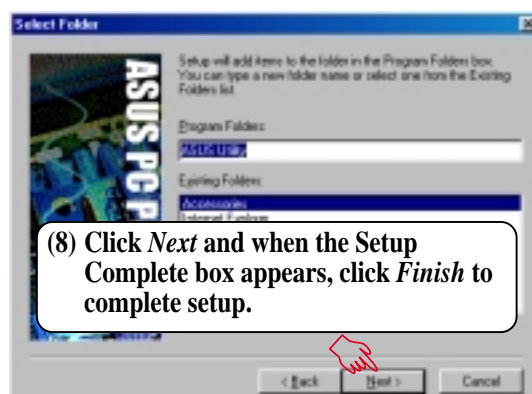 Select Folder
Setup will add items to the folder in the Program Folders box.
You can type a new folder name or select one from the Existing
Folders list.
Program Folders:
ASUS Utility
Existing Folders:
Accessories
Internet Explorer
ASUS PC P
(8) Click Next and when the Setup
Complete box appears, click Finish to
complete setup.
< Back
Next >
Cancel